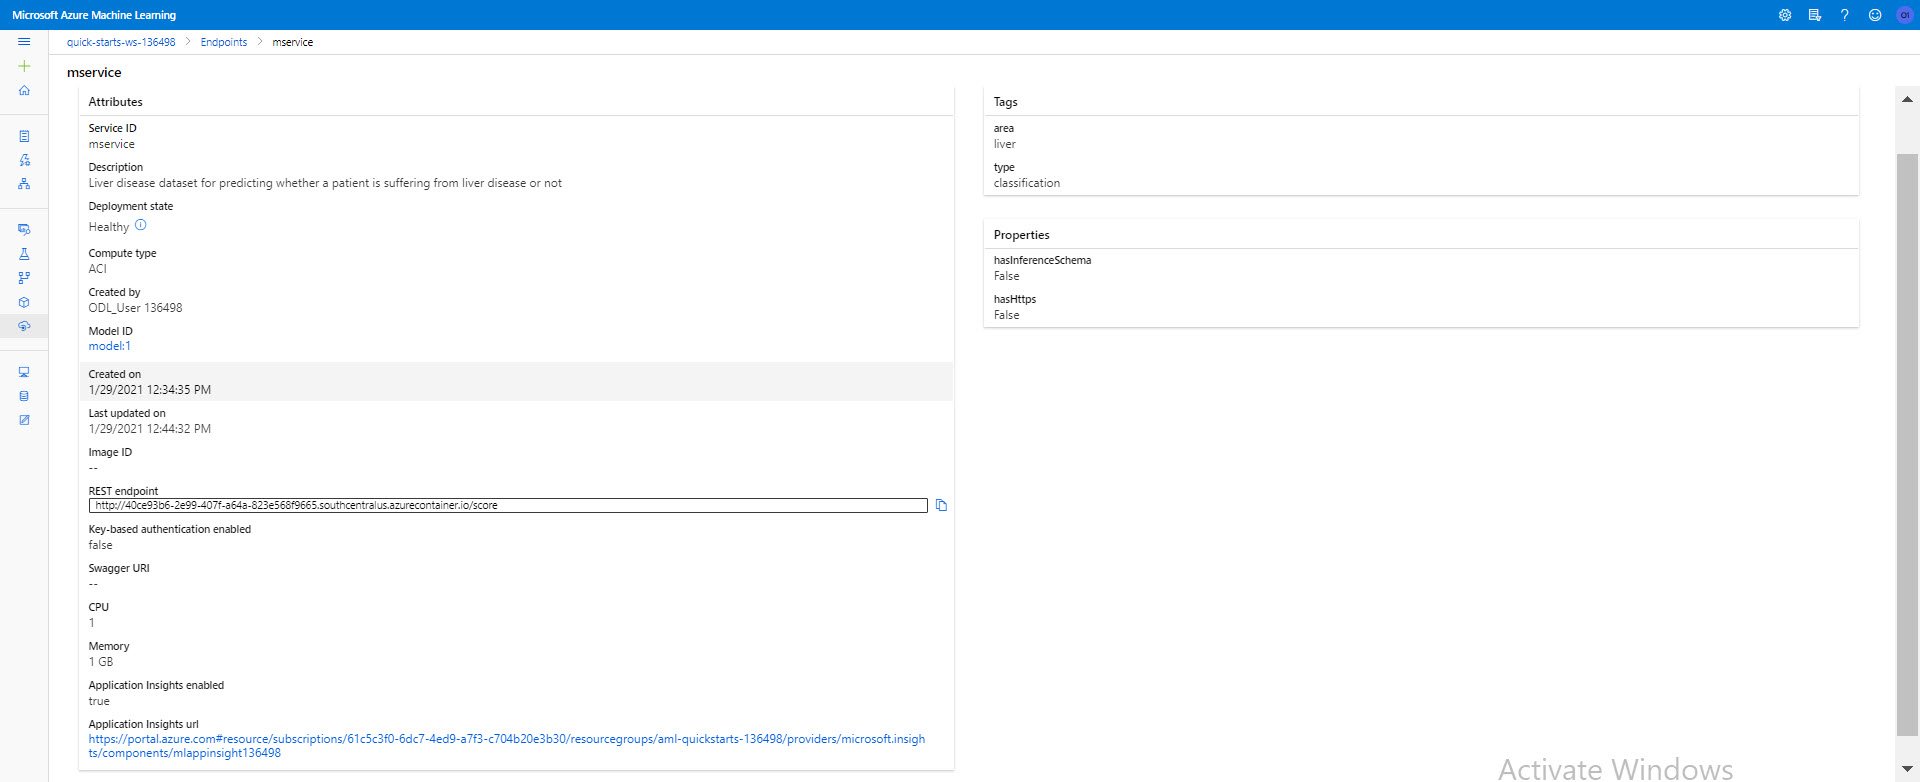 Microsoft Azure Machine Learning
quick-starts-ws-136498 > Endpoints > mservice
mservice
Attributes
Service ID
mservice
Description
Liver disease dataset for predicting whether a patient is suffering from liver disease or not
Deployment state
Healthy
Compute type
ACI
Created by
ODL_User 136498
Model ID
model:1
Created on
1/29/2021 12:34:35 PM
Last updated on
1/29/2021 12:44:32 PM
Image ID
--
REST endpoint
http://40ce93b6-2e99-407f-a64a-823e568f9665.southcentralus.azurecontainer.io/score
Key-based authentication enabled
false
Swagger URI
--
CPU
1
Memory
1 GB
Application Insights enabled
true
Application Insights url
https://portal.azure.com#resource/subscriptions/61c5c3f0-6dc7-4ed9-a7f3-c704b20e3b30/resourcegroups/aml-quickstarts-136498/providers/microsoft.insigh
ts/components/mlappinsight136498
Tags
area
liver
type
classification
Properties
hasInferenceSchema
False
hasHttps
False
Activate Windows